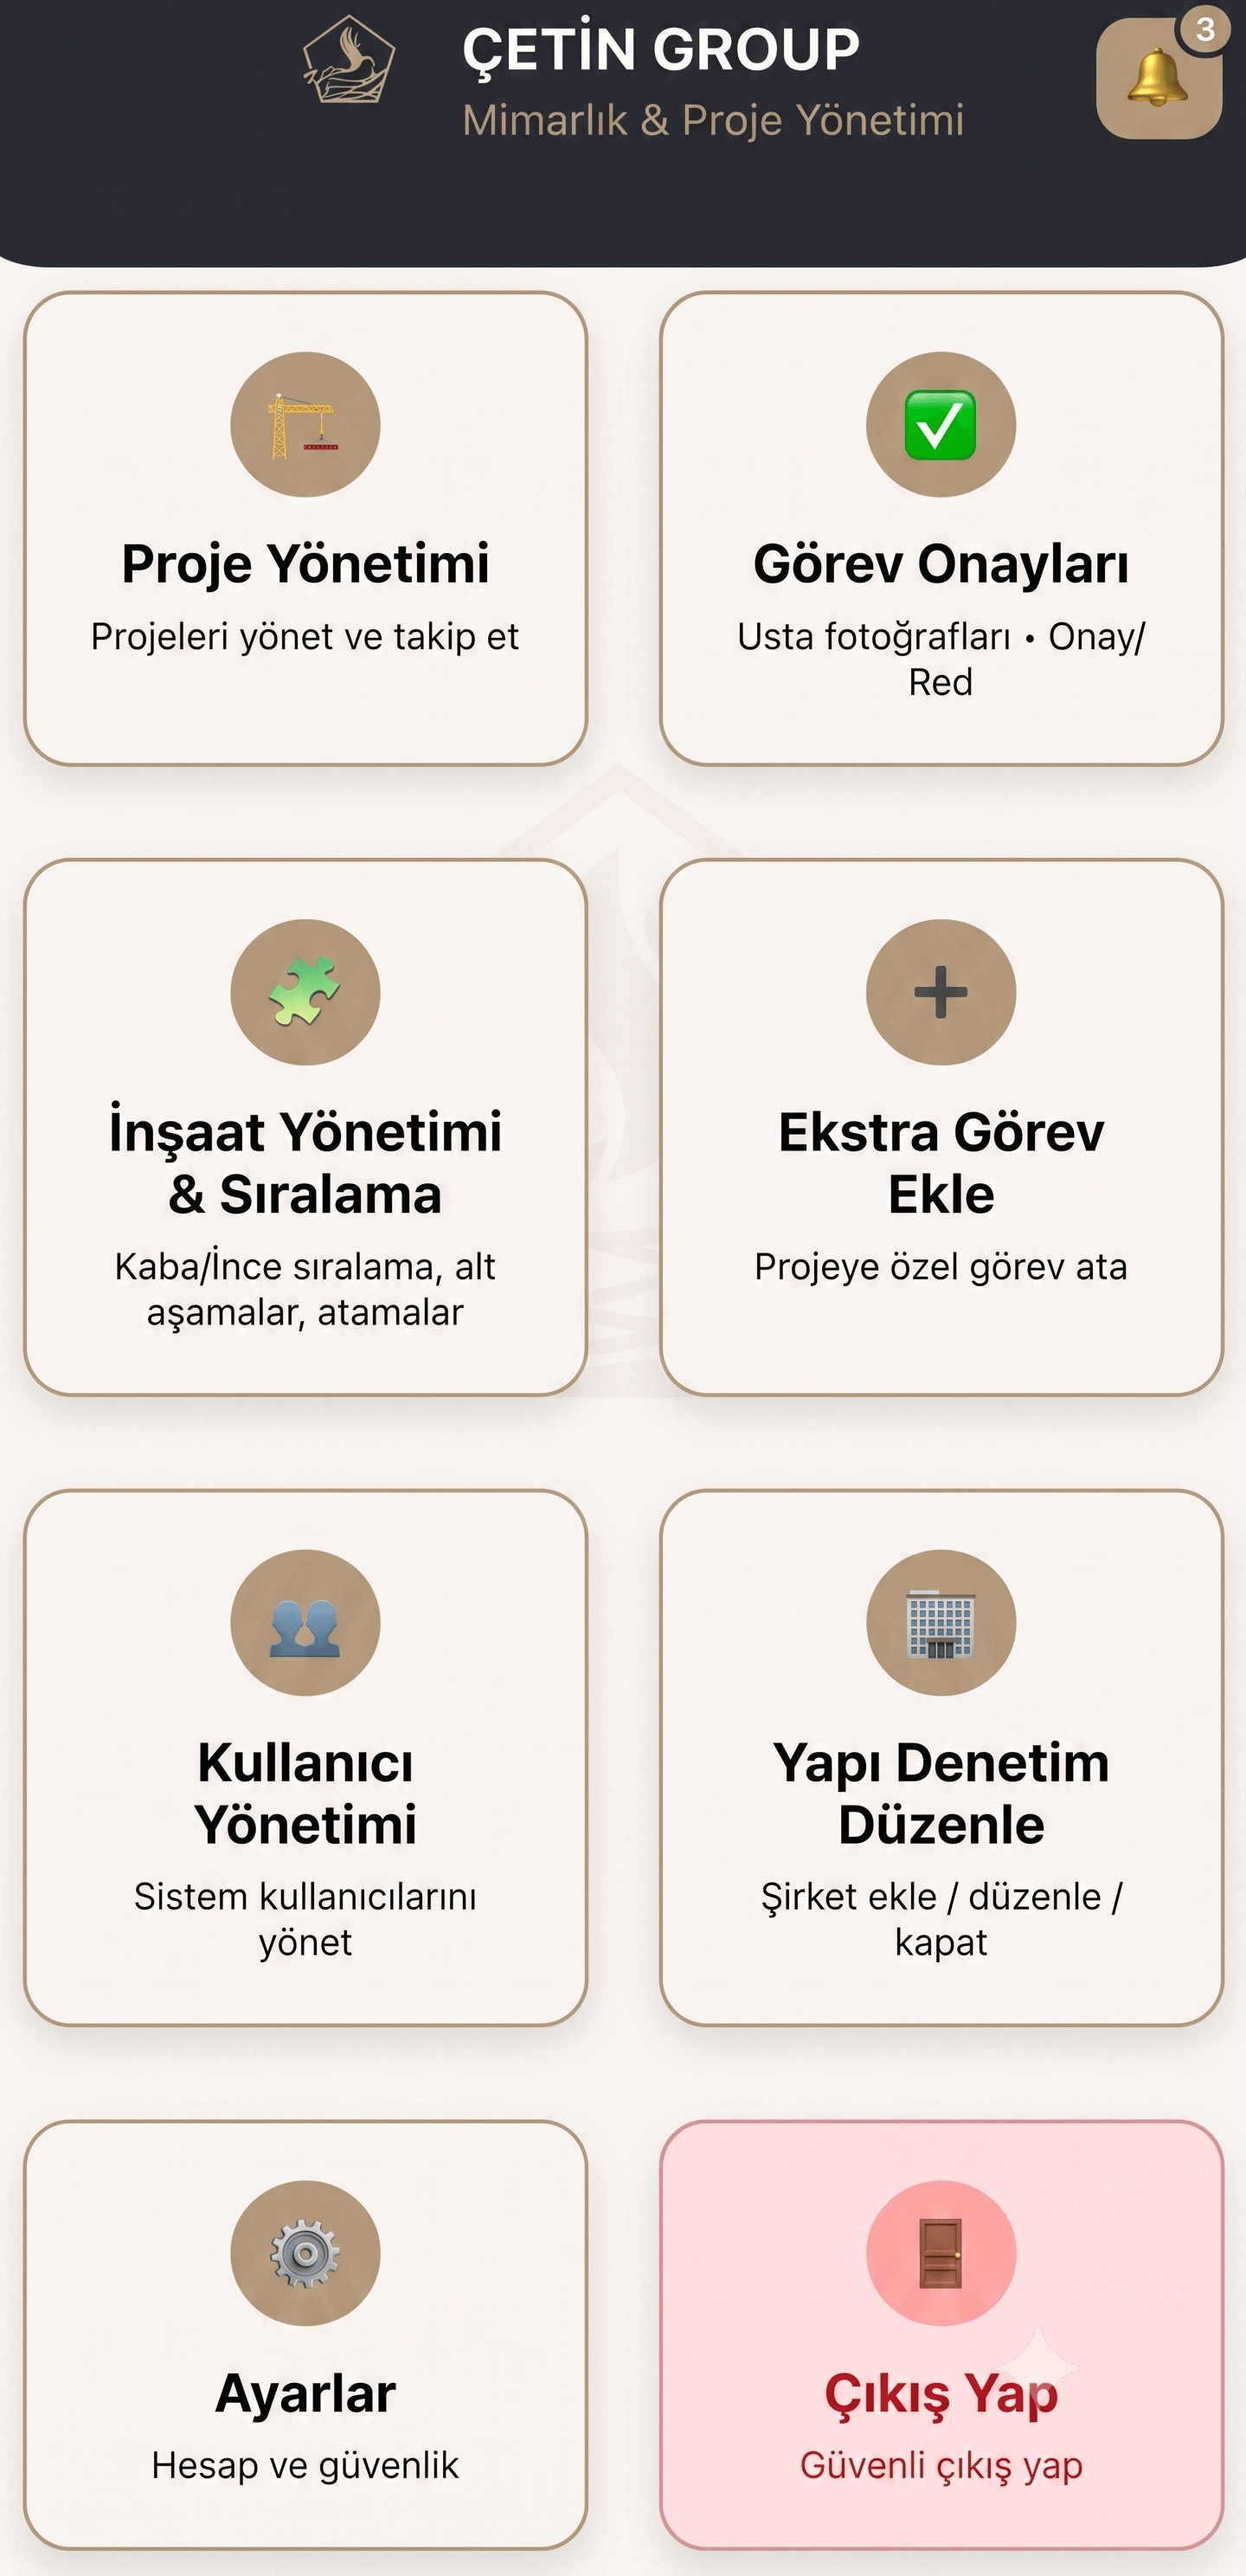 ÇETİN GROUP
Mimarlık & Proje Yönetimi
3
Proje Yönetimi
Projeleri yönet ve takip et
Görev Onayları
Usta fotoğrafları • Onay/
Red
İnşaat Yönetimi
& Sıralama
Kaba/İnce sıralama, alt
aşamalar, atamalar
Ekstra Görev
Ekle
Projeye özel görev ata
Kullanıcı
Yönetimi
Sistem kullanıcılarını
yönet
Yapı Denetim
Düzenle
Şirket ekle / düzenle /
kapat
Ayarlar
Hesap ve güvenlik
Çıkış Yap
Güvenli çıkış yap